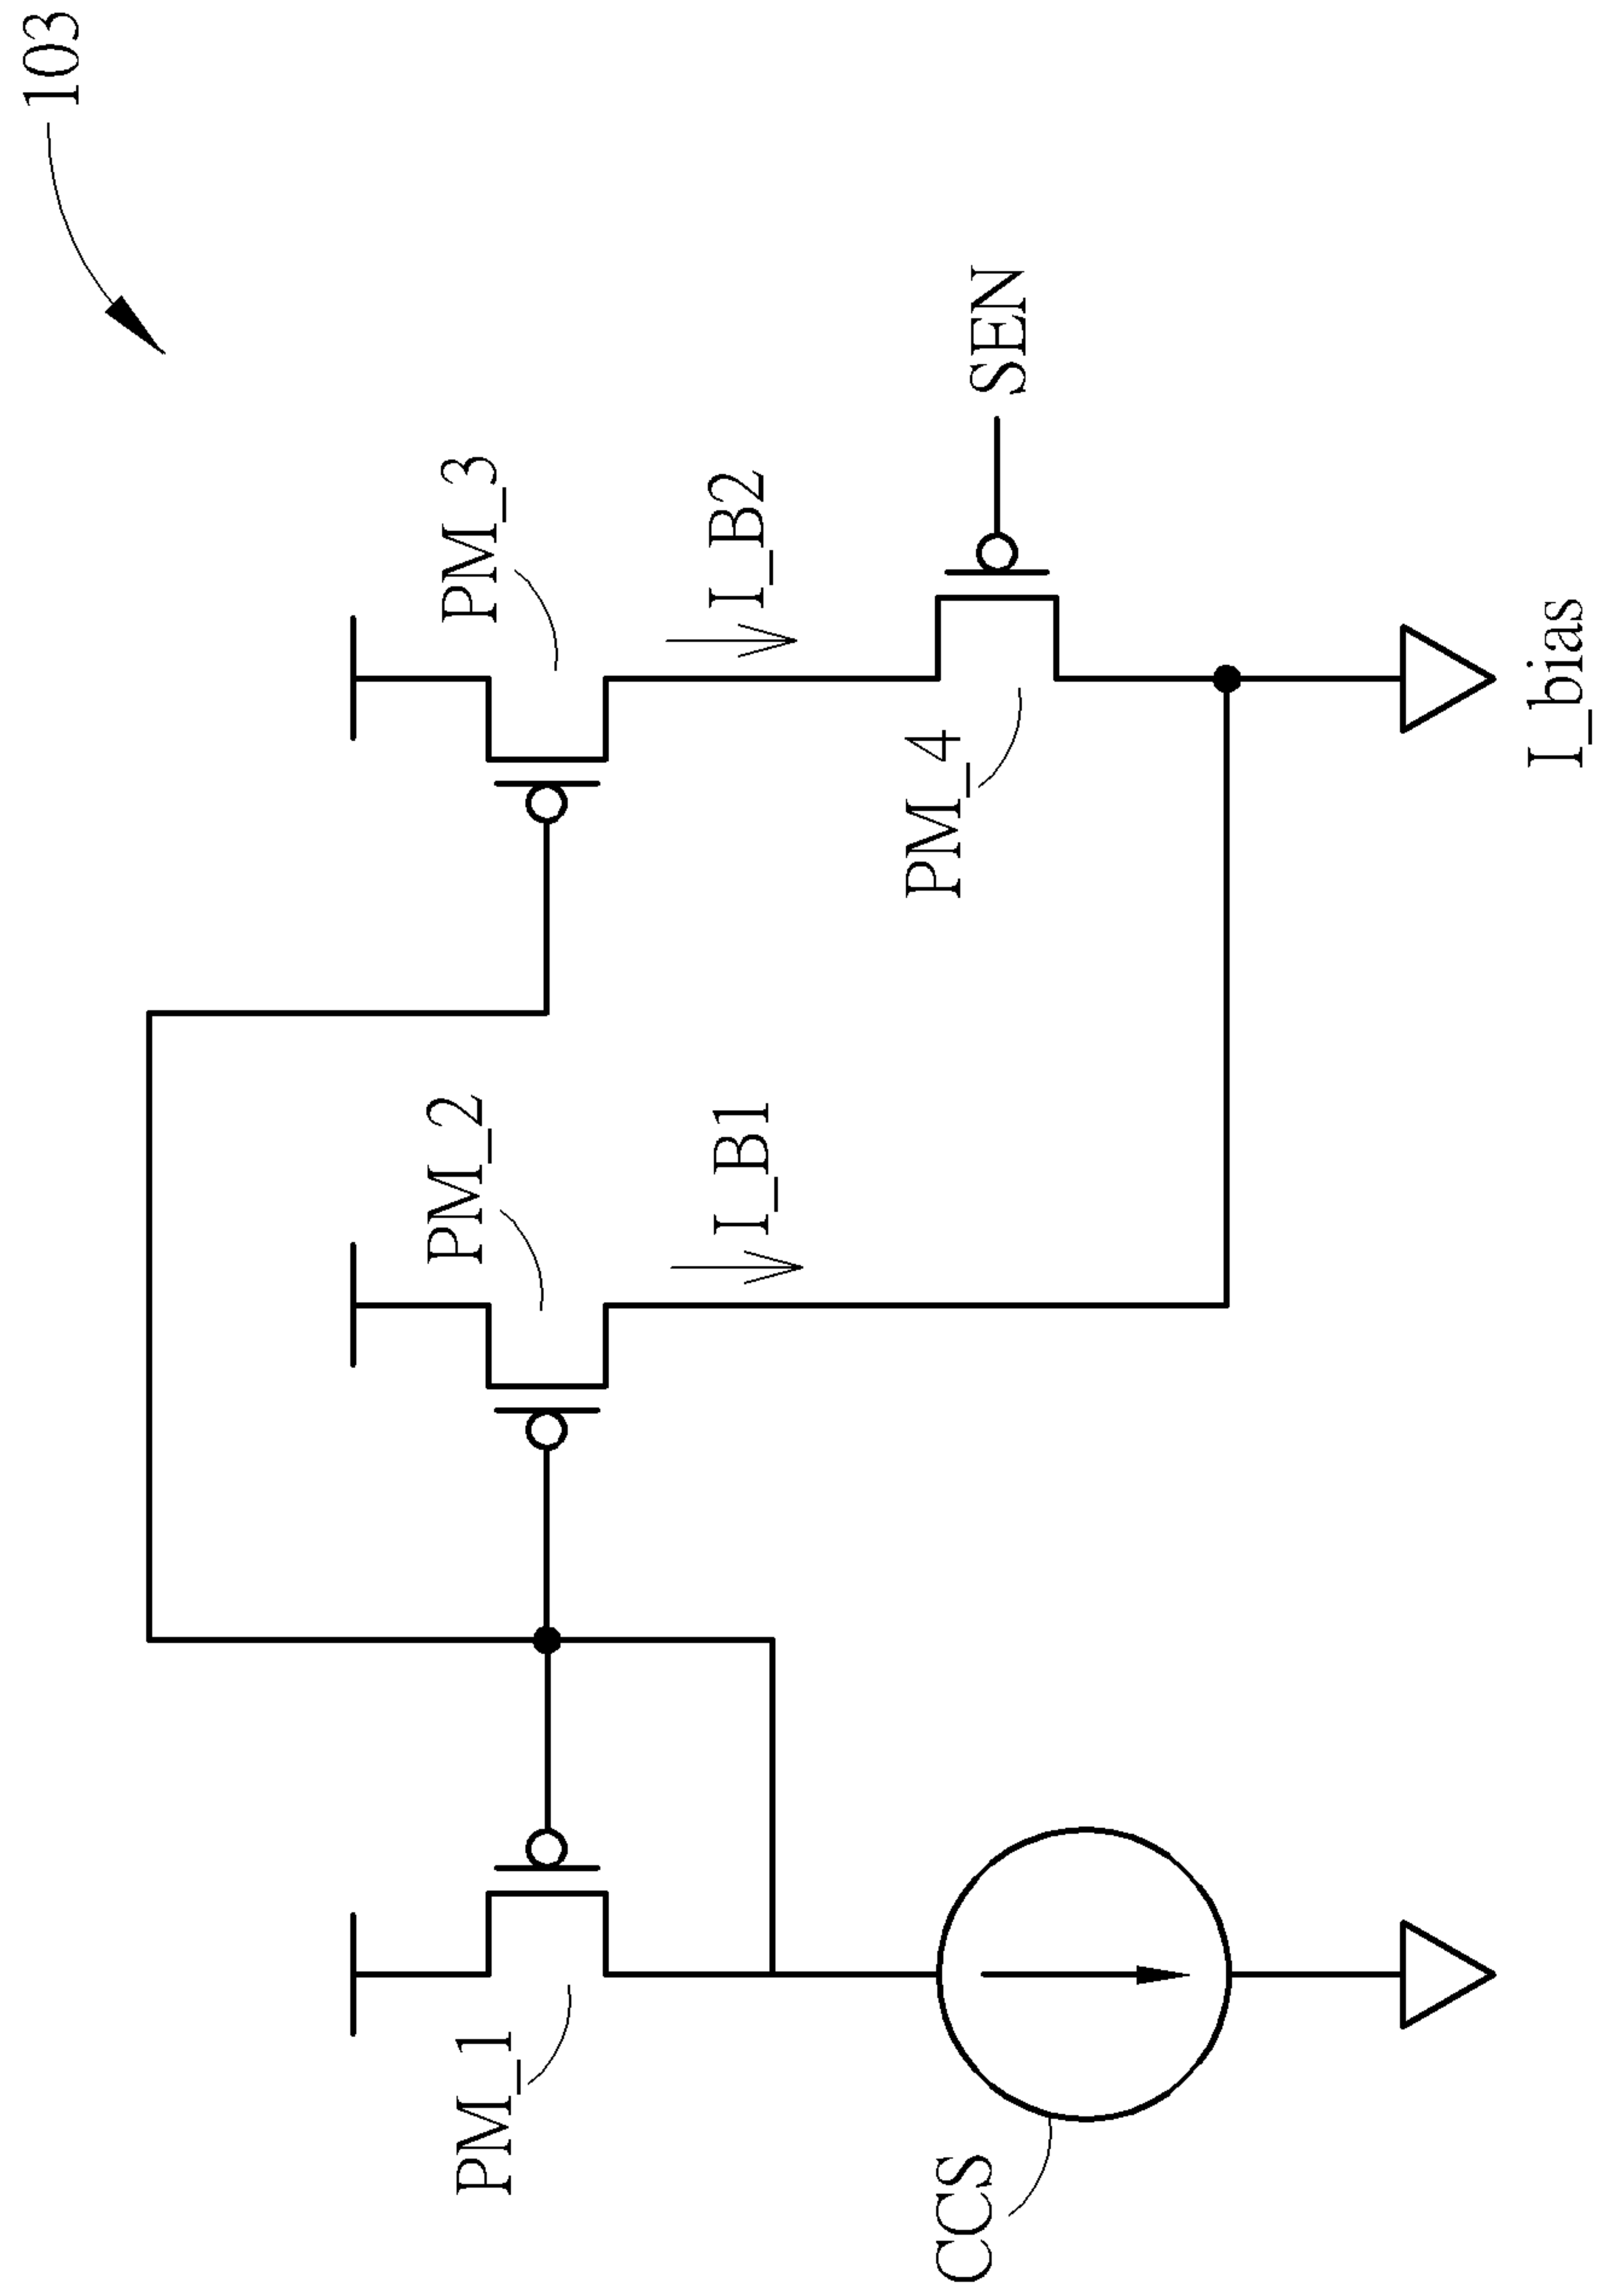 103
PM_1
PM_2
PM_3
I_B1
I_B2
CCS
PM_4
SEN
I_bias